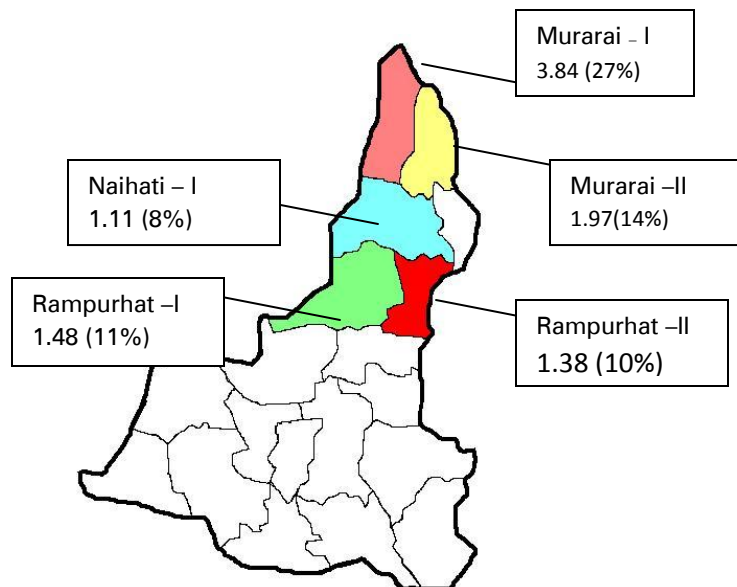 Murarai - I
3.84 (27%)
Naihati – I
1.11 (8%)
Murarai –II
1.97(14%)
Rampurhat –I
1.48 (11%)
Rampurhat –II
1.38 (10%)